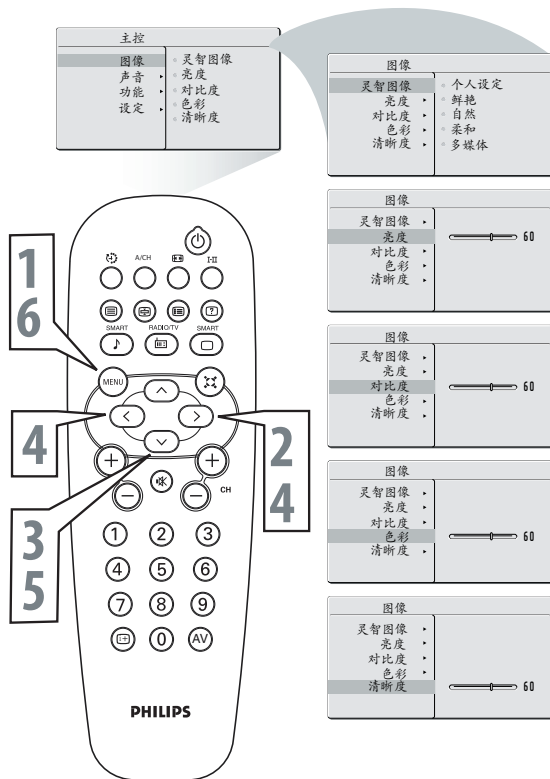 主控
图像 灵智图像
声音 亮度
功能 对比度
设定 色彩
清晰度
图像
灵智图像 个人设定
亮度 鲜艳
对比度 自然
色彩 柔和
清晰度 多媒体
图像
灵智图像
亮度 60
对比度
色彩
清晰度
图像
灵智图像
亮度
对比度 60
色彩
清晰度
图像
灵智图像
亮度
对比度
色彩 60
清晰度
图像
灵智图像
亮度
对比度
色彩
清晰度 60
A/CH I-II
SMART RADIO/TV SMART
MENU
1
6
4
2
4
3
5
CH
1 2 3
4 5 6
7 8 9
0 AV
PHILIPS